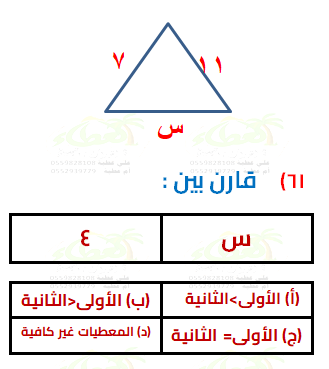 ٧ ١١
س
٦١) قارن بين :
س ٤
(أ) الأولى>الثانية (ب) الأولى<الثانية
(ج) الأولى= الثانية (د) المعطيات غير كافية